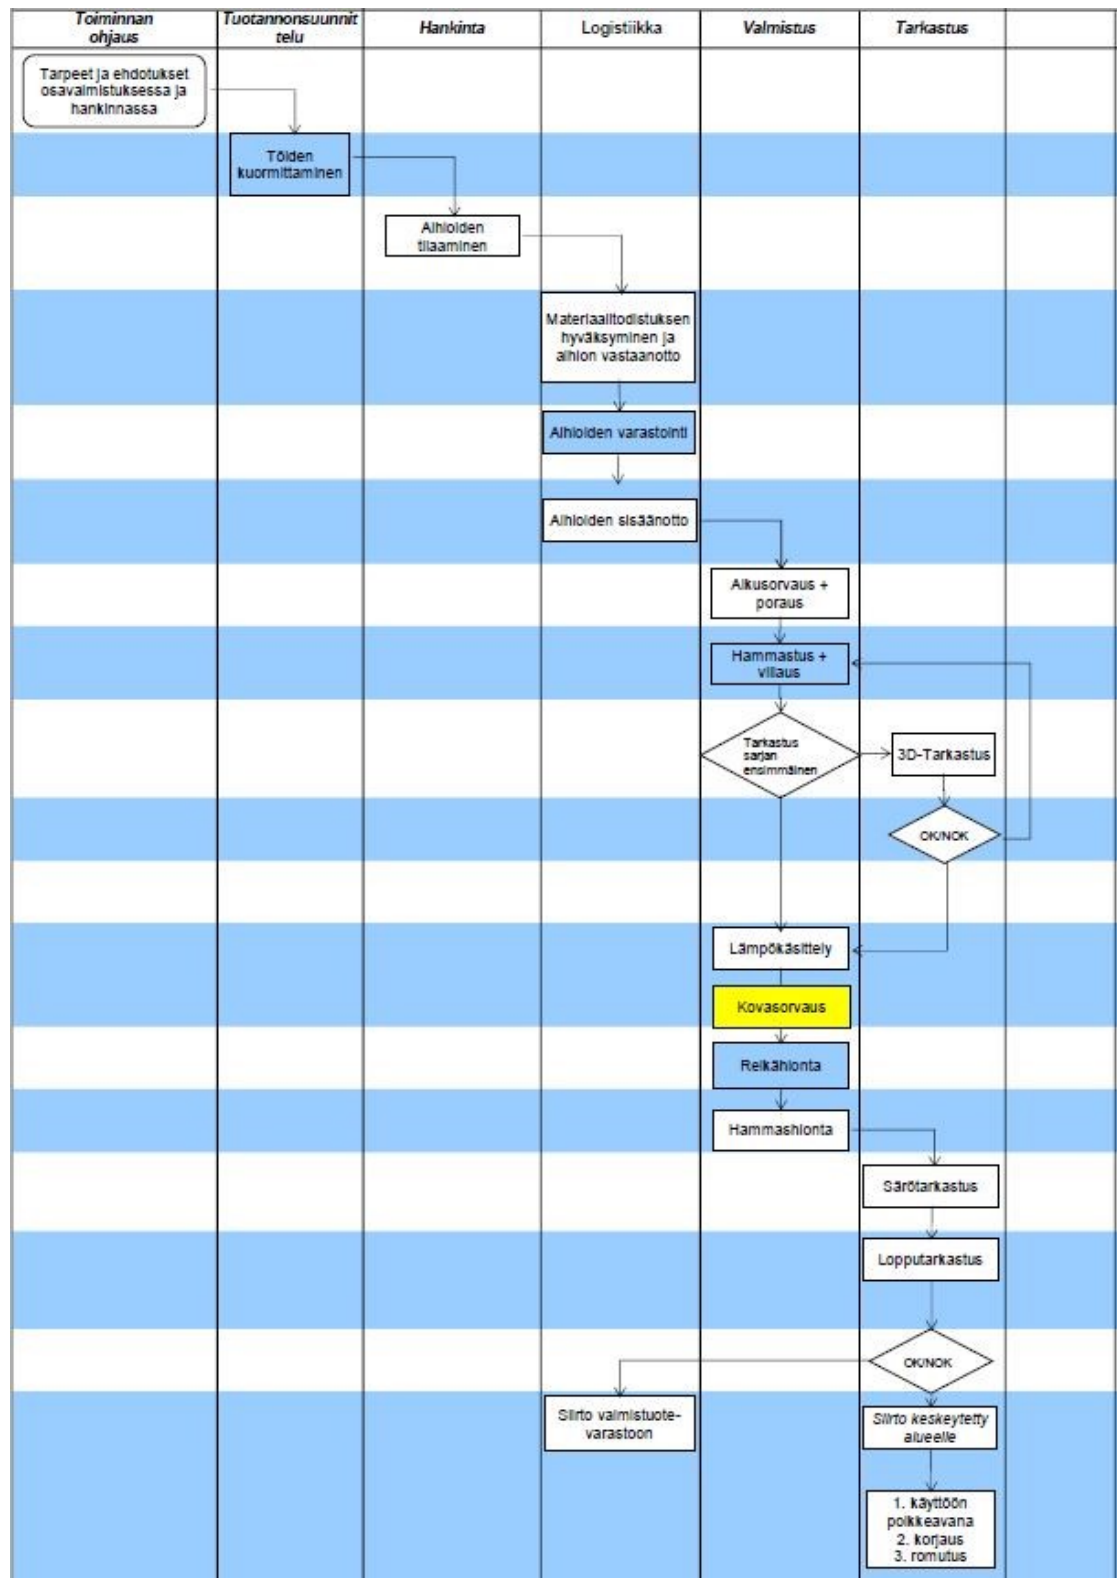 Toiminnan
ohjaus
Tuotannonsuunnit
telu
Hankinta
Logistiikka
Valmistus
Tarkastus
Tarpeet ja ehdotukset
osavalmistuksessa ja
hankinnassa
Töiden
kuormittaminen
Aihioiden
tilaaminen
Materiaalitodistuksen
hyväksyminen ja
aihion vastaanotto
Aihioiden varastointi
Aihioiden sisäänotto
Alkusorvaus +
poraus
Hammastus +
viilaus
Tarkastus
sarjan
ensimmäinen
3D-Tarkastus
OK/NOK
Lämpökäsittely
Kovasorvaus
Reikähionta
Hammashionta
Särötarkastus
Lopputarkastus
OK/NOK
Siirto valmistuote-
varastoon
Siirto keskeytetty
alueelle
1. käyttöön
poikkeavana
2. korjaus
3. romutus